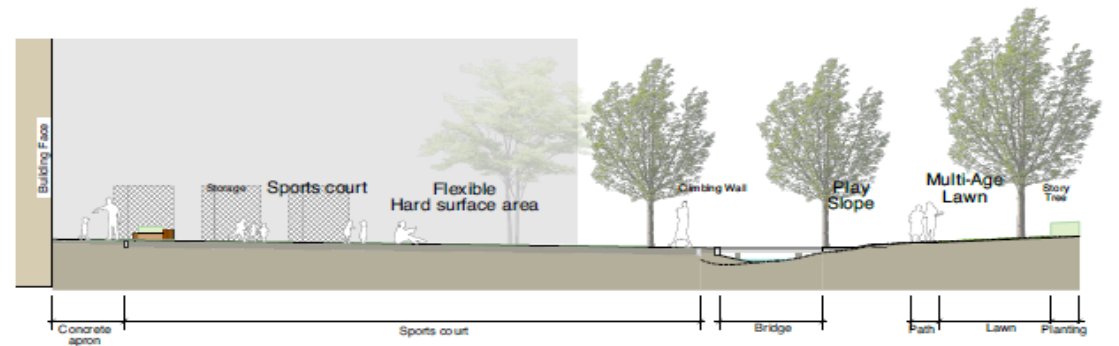 Building Face
Storage
Sports court
Flexible
Hard surface area
Climbing Wall
Play
Slope
Multi-Age
Lawn
Story
Tree
Concrete
apron
Sports court
Bridge
Path
Lawn
Planting